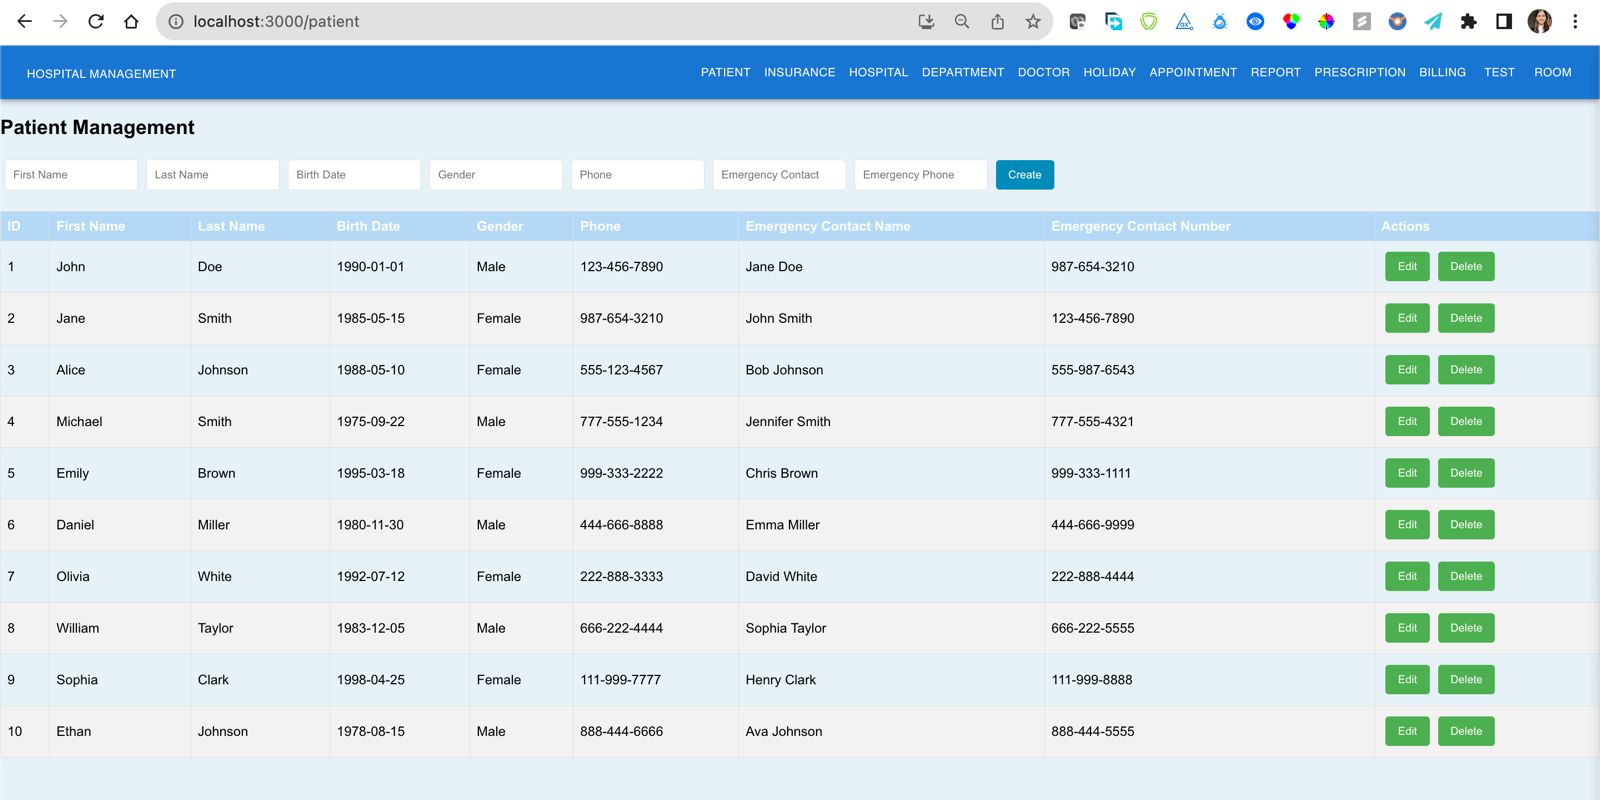 localhost:3000/patient
HOSPITAL MANAGEMENT PATIENT INSURANCE HOSPITAL DEPARTMENT DOCTOR HOLIDAY APPOINTMENT REPORT PRESCRIPTION BILLING TEST ROOM
Patient Management
First Name Last Name Birth Date Gender Phone Emergency Contact Emergency Phone Create
ID First Name Last Name Birth Date Gender Phone Emergency Contact Name Emergency Contact Number Actions
1 John Doe 1990-01-01 Male 123-456-7890 Jane Doe 987-654-3210 Edit Delete
2 Jane Smith 1985-05-15 Female 987-654-3210 John Smith 123-456-7890 Edit Delete
3 Alice Johnson 1988-05-10 Female 555-123-4567 Bob Johnson 555-987-6543 Edit Delete
4 Michael Smith 1975-09-22 Male 777-555-1234 Jennifer Smith 777-555-4321 Edit Delete
5 Emily Brown 1995-03-18 Female 999-333-2222 Chris Brown 999-333-1111 Edit Delete
6 Daniel Miller 1980-11-30 Male 444-666-8888 Emma Miller 444-666-9999 Edit Delete
7 Olivia White 1992-07-12 Female 222-888-3333 David White 222-888-4444 Edit Delete
8 William Taylor 1983-12-05 Male 666-222-4444 Sophia Taylor 666-222-5555 Edit Delete
9 Sophia Clark 1998-04-25 Female 111-999-7777 Henry Clark 111-999-8888 Edit Delete
10 Ethan Johnson 1978-08-15 Male 888-444-6666 Ava Johnson 888-444-5555 Edit Delete